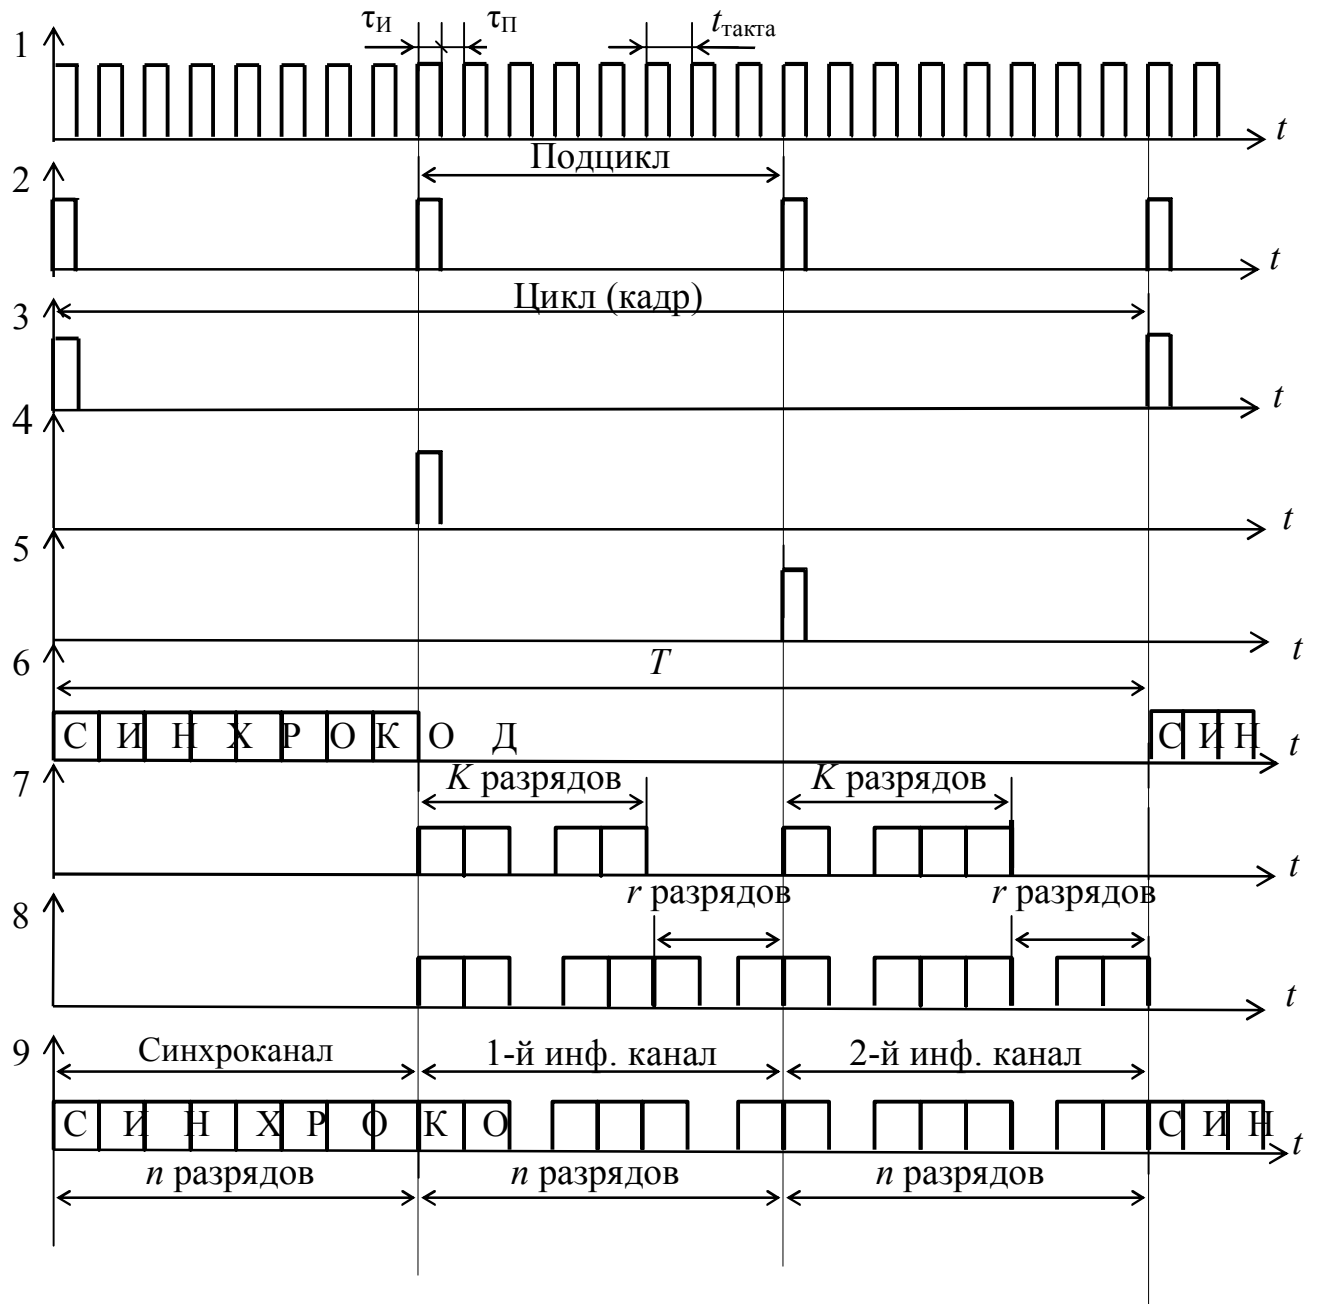 τИ τП tтакта
1
t
Подцикл
2
t
Цикл (кадр)
3
t
4
t
5
t
T
6
С И Н Х Р О К О Д С И Н
t
K разрядов K разрядов
7
t
r разрядов r разрядов
8
t
Синхроканал 1-й инф. канал 2-й инф. канал
9
С И Н Х Р О К О С И Н
t
n разрядов n разрядов n разрядов